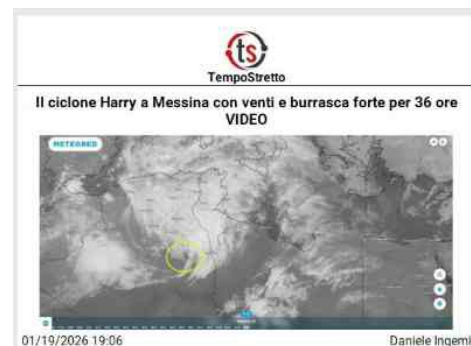 ts
TempoStretto
Il ciclone Harry a Messina con venti e burrasca forte per 36 ore
VIDEO
METEORED
01/19/2026 19:06
Daniele Ingemi